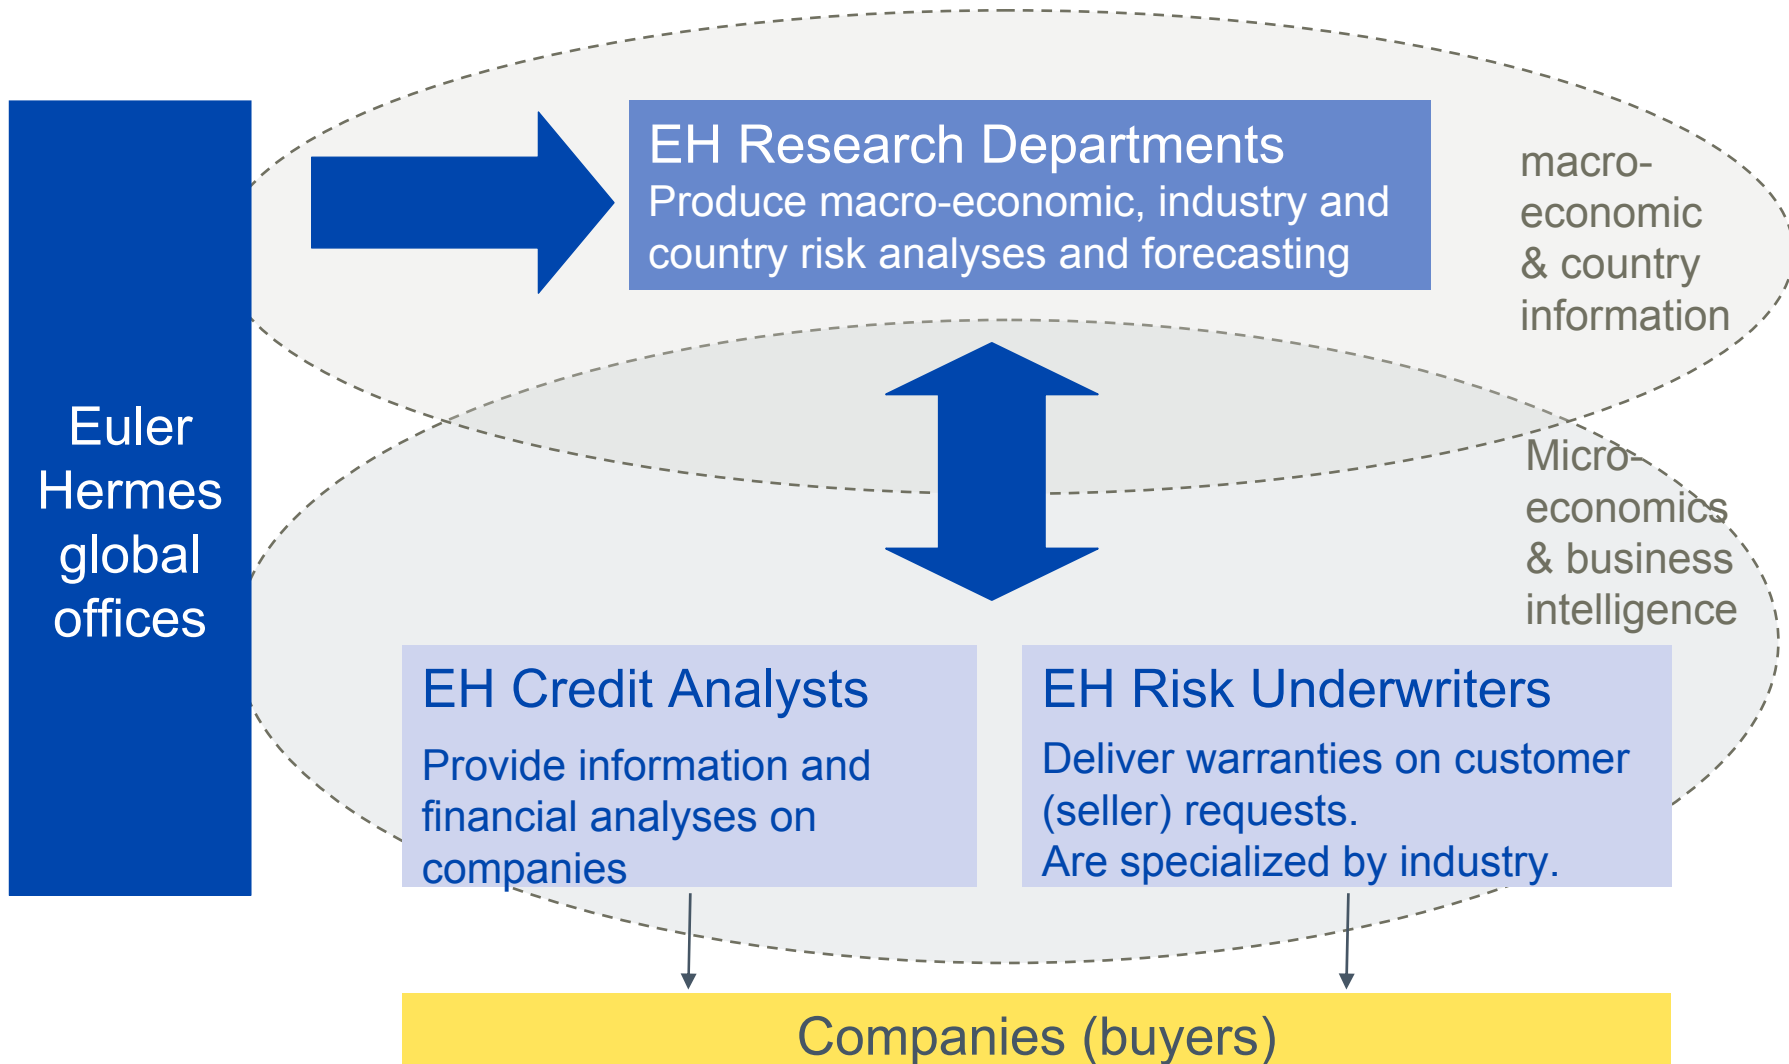 Euler
Hermes
global
offices
EH Research Departments
Produce macro-economic, industry and
country risk analyses and forecasting
macro-
economic
& country
information
Micro-
economics
& business
intelligence
EH Credit Analysts
Provide information and
financial analyses on
companies
EH Risk Underwriters
Deliver warranties on customer
(seller) requests.
Are specialized by industry.
Companies (buyers)